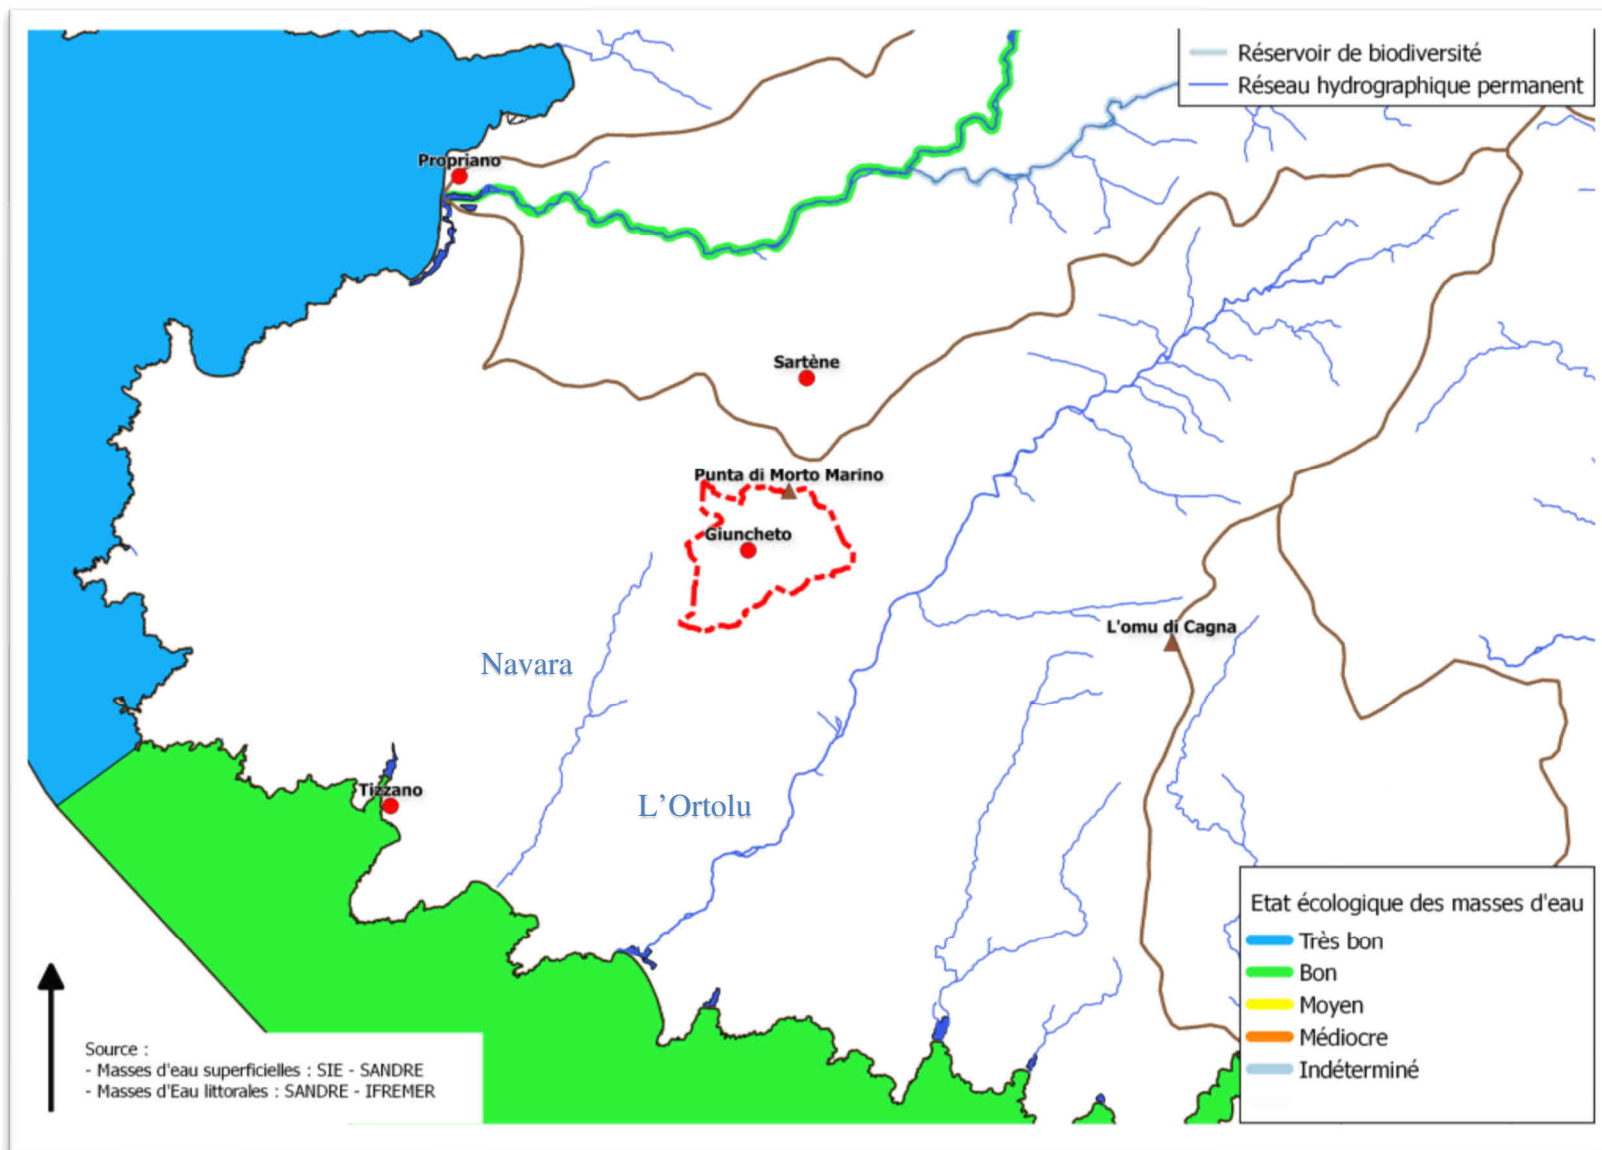 Réservoir de biodiversité
Réseau hydrographique permanent
Propriano
Sartène
Punta di Morto Marino
Giuncheto
L'omu di Cagna
Navara
Tizzano
L’Ortolu
Etat écologique des masses d'eau
Très bon
Bon
Moyen
Médiocre
Indéterminé
Source :
- Masses d'eau superficielles : SIE - SANDRE
- Masses d'Eau littorales : SANDRE - IFREMER